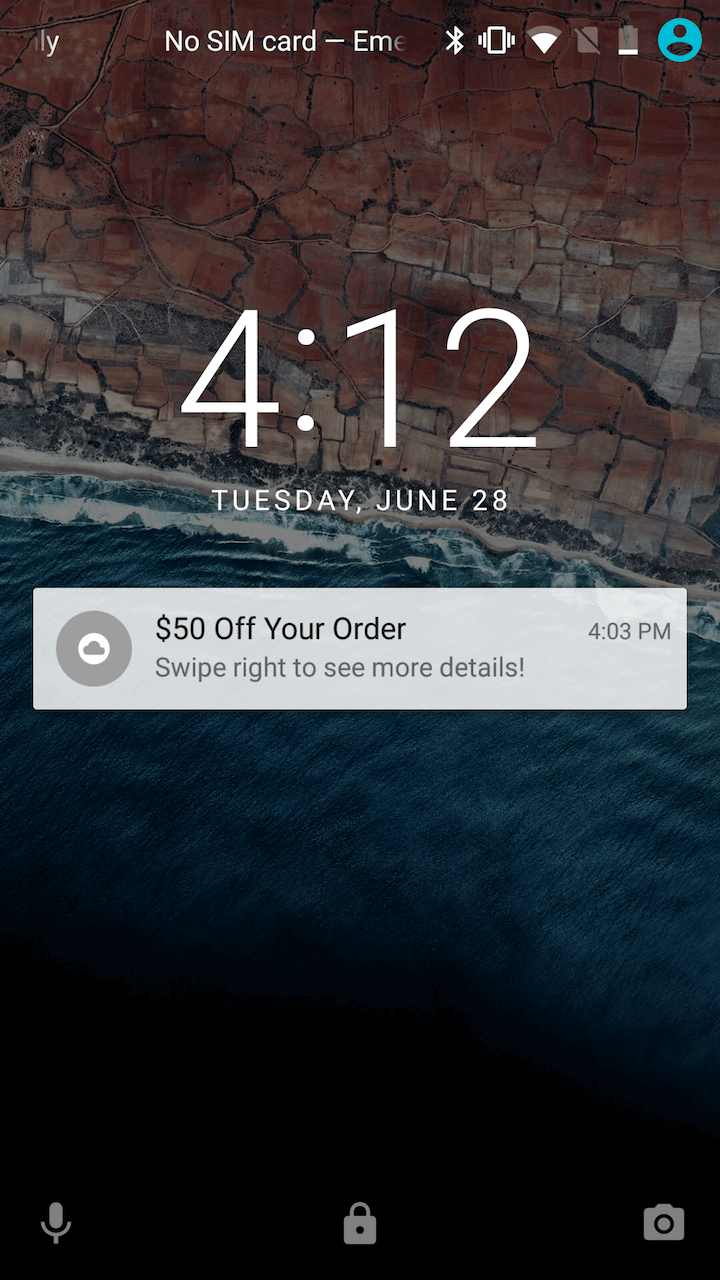 ly No SIM card — Eme
4:12
TUESDAY, JUNE 28
$50 Off Your Order 4:03 PM
Swipe right to see more details!